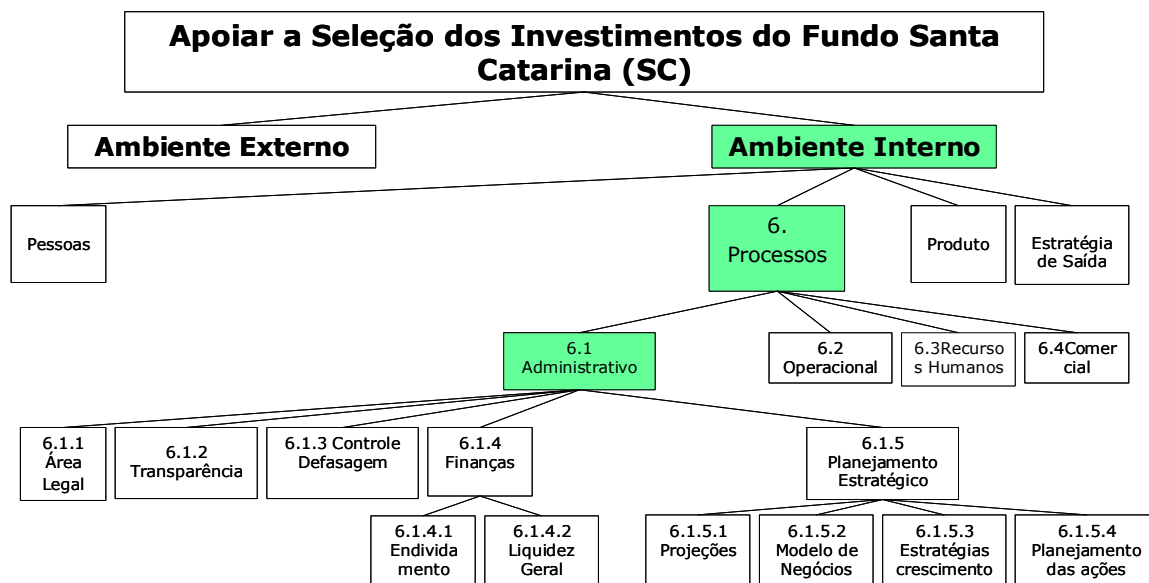 Apoiar a Seleção dos Investimentos do Fundo Santa
Catarina (SC)
Ambiente Externo
Ambiente Interno
Pessoas
6.
Processos
Produto
Estratégia
de Saída
6.1
Administrativo
6.2
Operacional
6.3Recurso
s Humanos
6.4Comer
cial
6.1.1
Área
Legal
6.1.2
Transparência
6.1.3 Controle
Defasagem
6.1.4
Finanças
6.1.5
Planejamento
Estratégico
6.1.4.1
Endivida
mento
6.1.4.2
Liquidez
Geral
6.1.5.1
Projeções
6.1.5.2
Modelo de
Negócios
6.1.5.3
Estratégias
crescimento
6.1.5.4
Planejamento
das ações